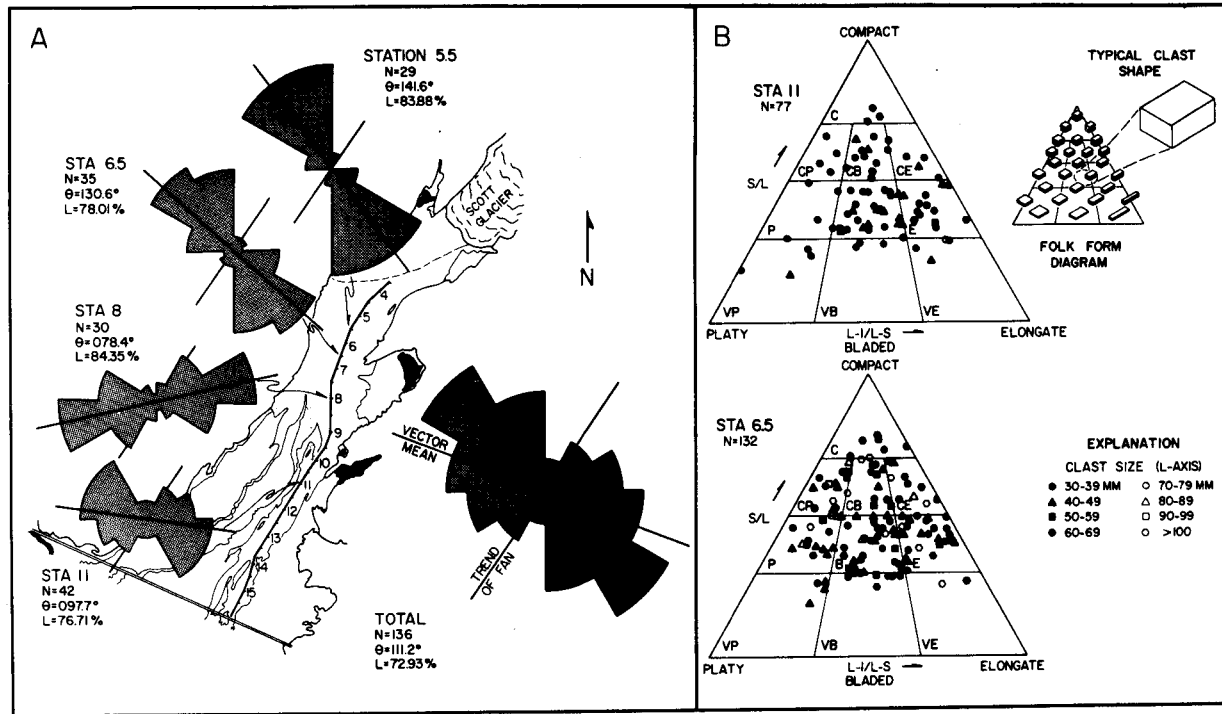 A
STATION 5.5
N=29
Θ=141.6°
L=83.88%
STA 6.5
N=35
Θ=130.6°
L=78.01%
SCOTT
GLACIER
N
STA 8
N=30
Θ=078.4°
L=84.35%
4
5
6
7
8
9
10
11
12
13
14
15
VECTOR
MEAN
TREND
OF FAN
STA 11
N=42
Θ=097.7°
L=76.71%
TOTAL
N=136
Θ=111.2°
L=72.93%
B
COMPACT
STA 11
N=77
C
CP
CB
CE
S/L
P
E
VP
VB
VE
PLATY
L-I/L-S
BLADED
ELONGATE
TYPICAL CLAST
SHAPE
FOLK FORM
DIAGRAM
COMPACT
STA 6.5
N=132
C
CP
CB
CE
S/L
P
B
E
VP
VB
VE
PLATY
L-I/L-S
BLADED
ELONGATE
EXPLANATION
CLAST SIZE (L-AXIS)
30-39 MM
70-79 MM
40-49
80-89
50-59
90-99
60-69
>100